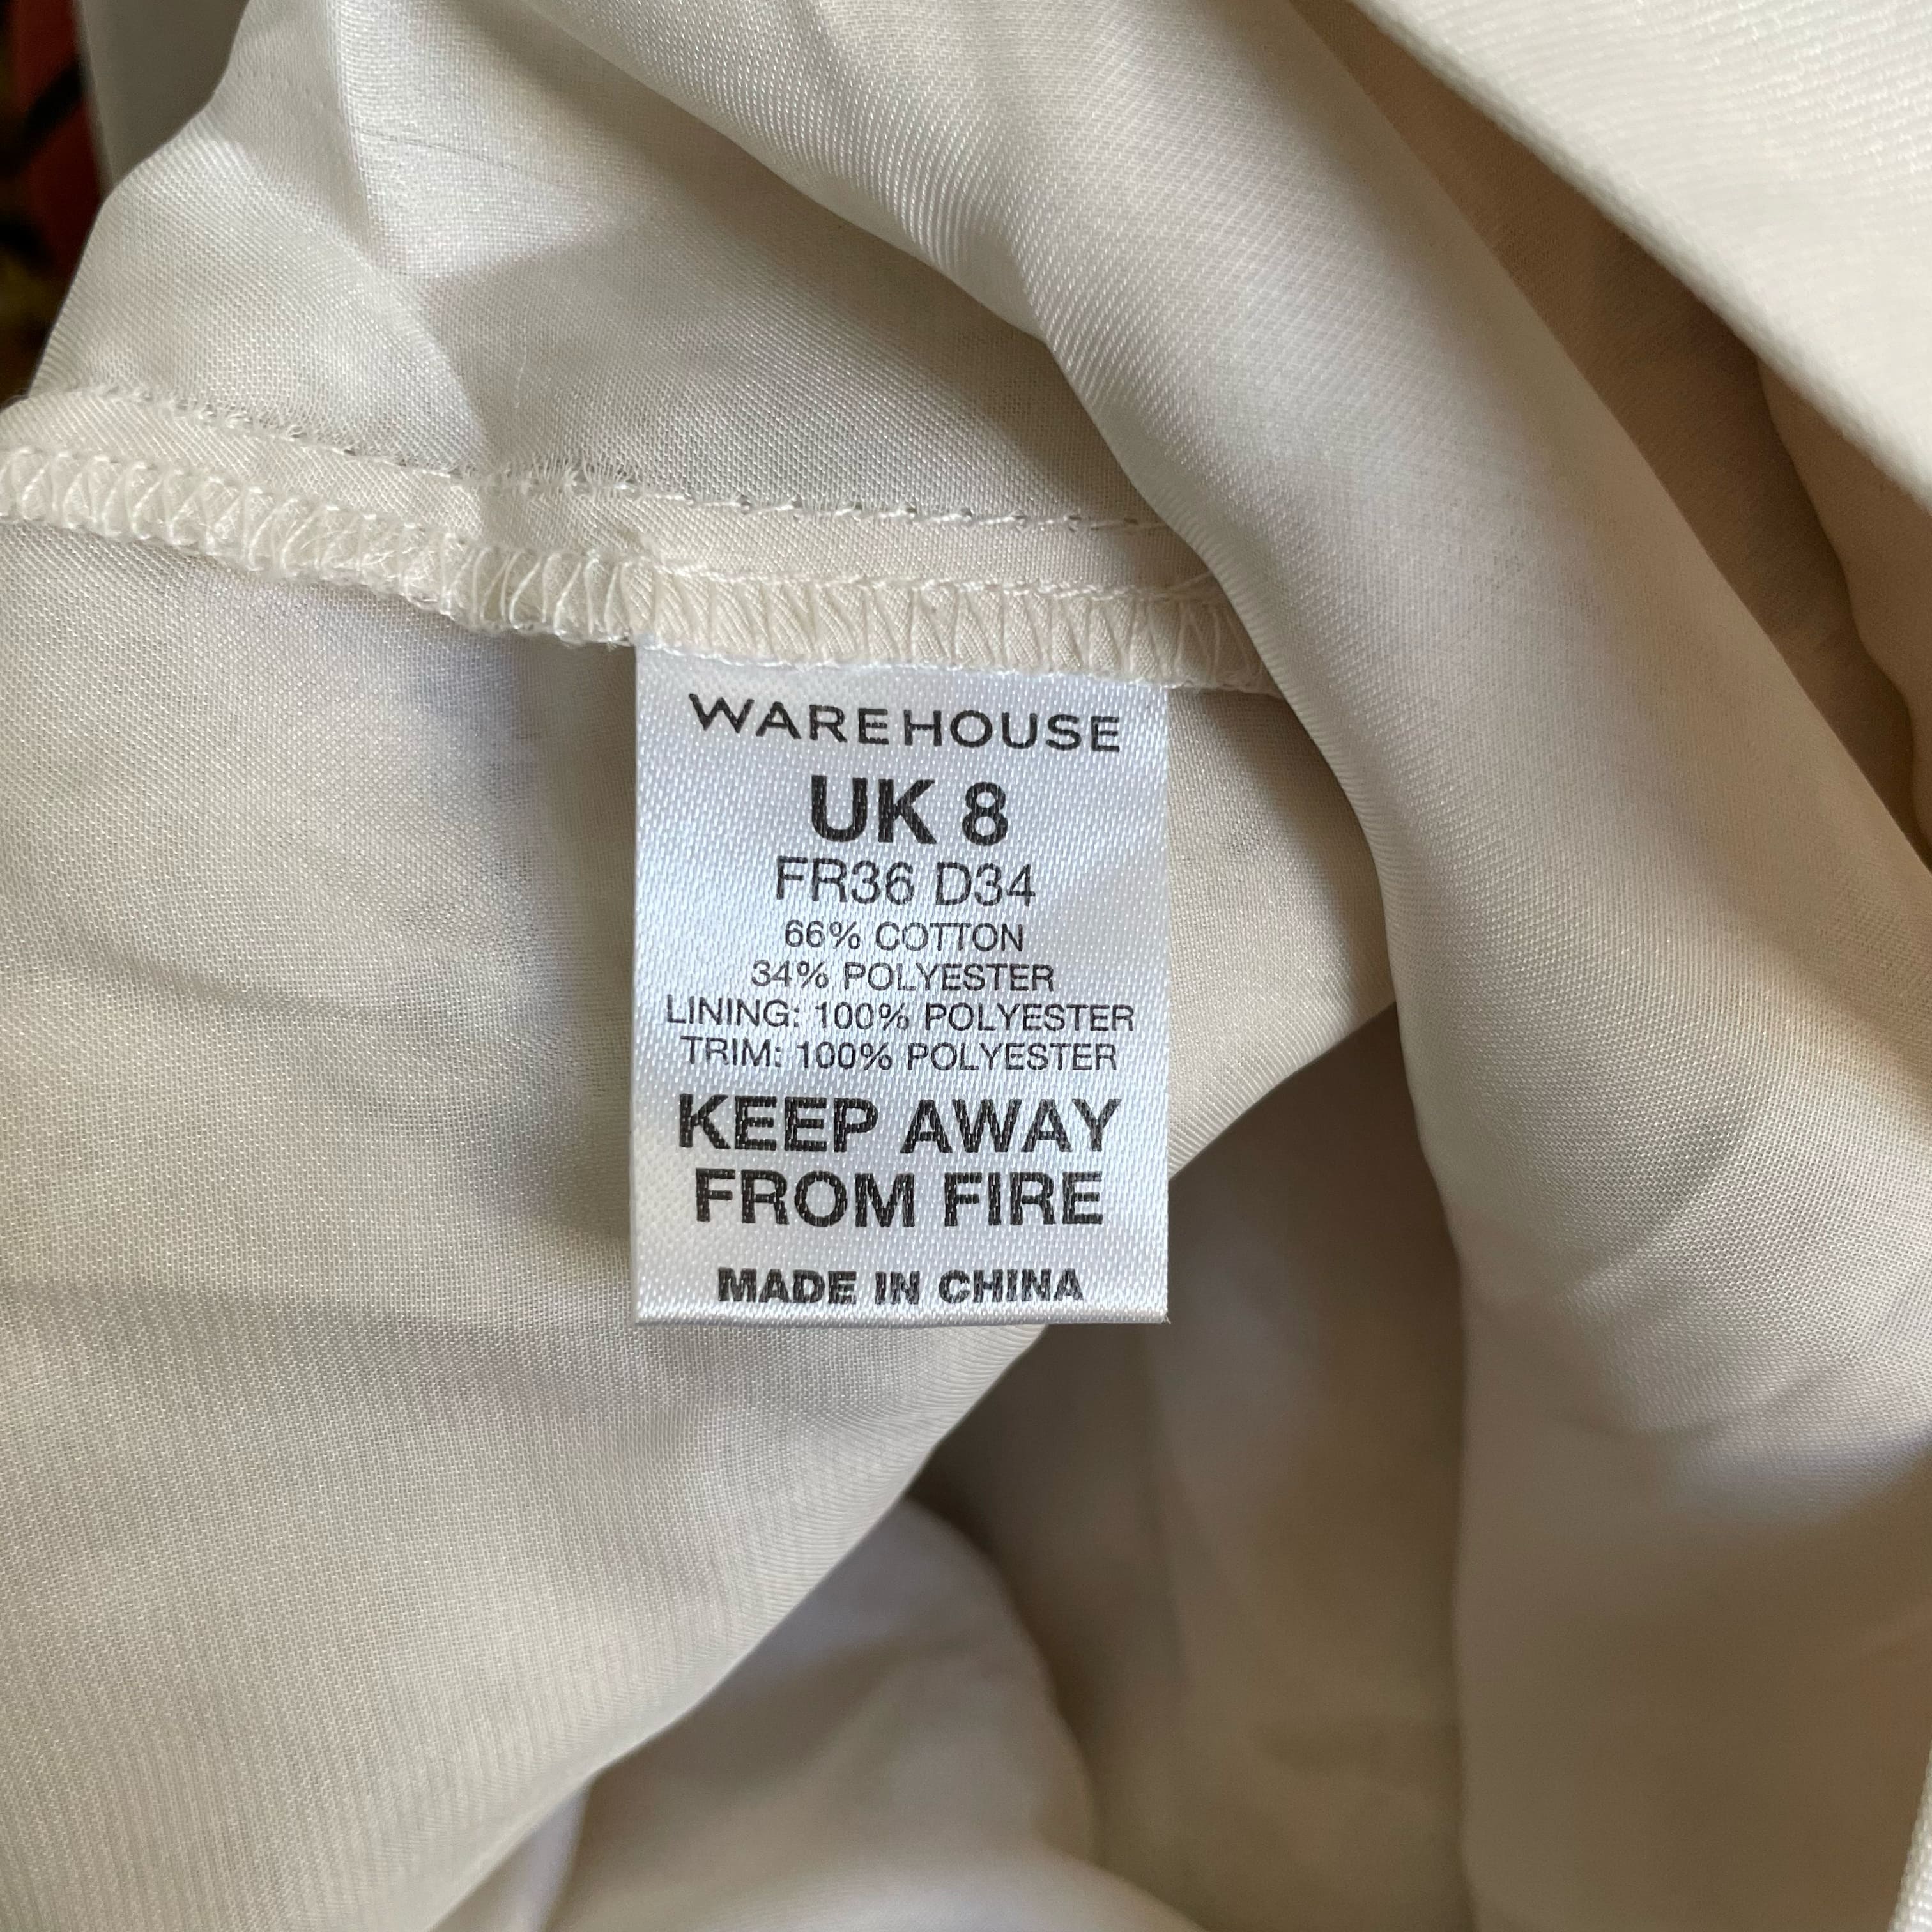 WAREHOUSE
UK 8
FR36 D34
66% COTTON
34% POLYESTER
LINING: 100% POLYESTER
TRIM: 100% POLYESTER
KEEP AWAY
FROM FIRE
MADE IN CHINA